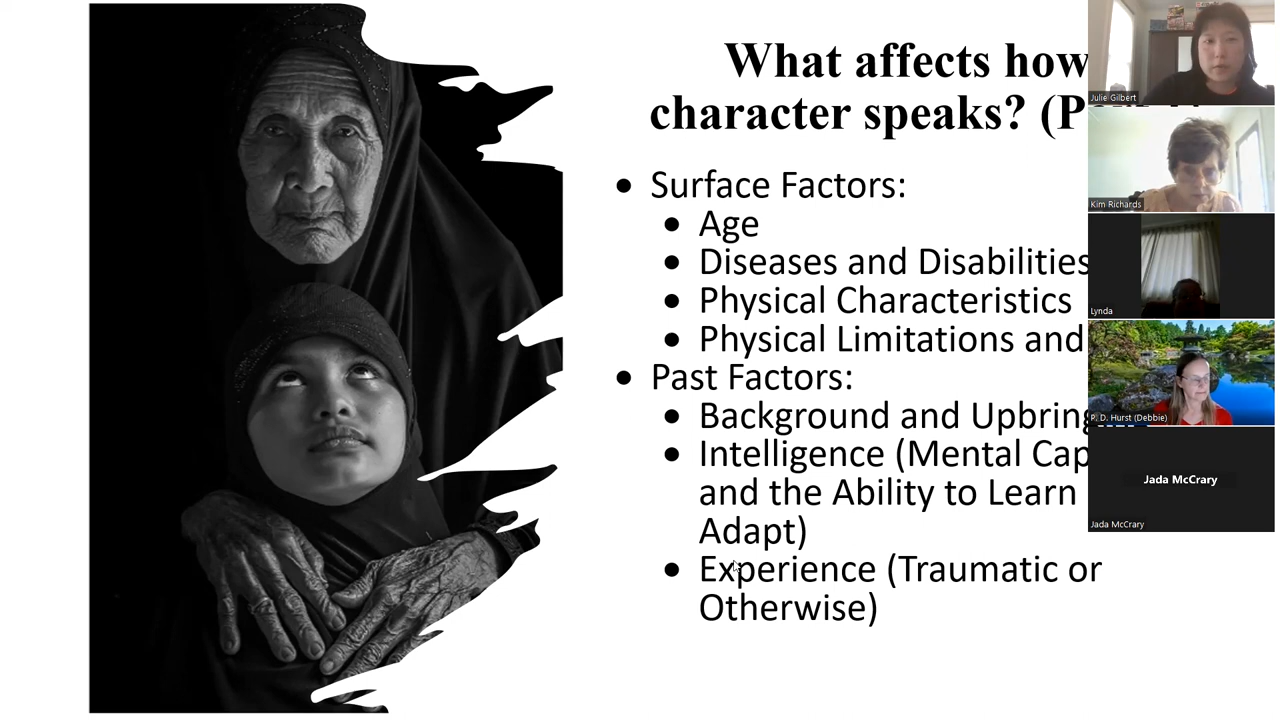 What affects how
character speaks? (P
• Surface Factors:
• Age
• Diseases and Disabilities
• Physical Characteristics
• Physical Limitations and
• Past Factors:
• Background and Upbring
• Intelligence (Mental Cap
and the Ability to Learn
Adapt)
• Experience (Traumatic or
Otherwise)
Julie Gilbert
Kim Richards
Lynda
P. D. Hurst (Debbie)
Jada McCrary
Jada McCrary